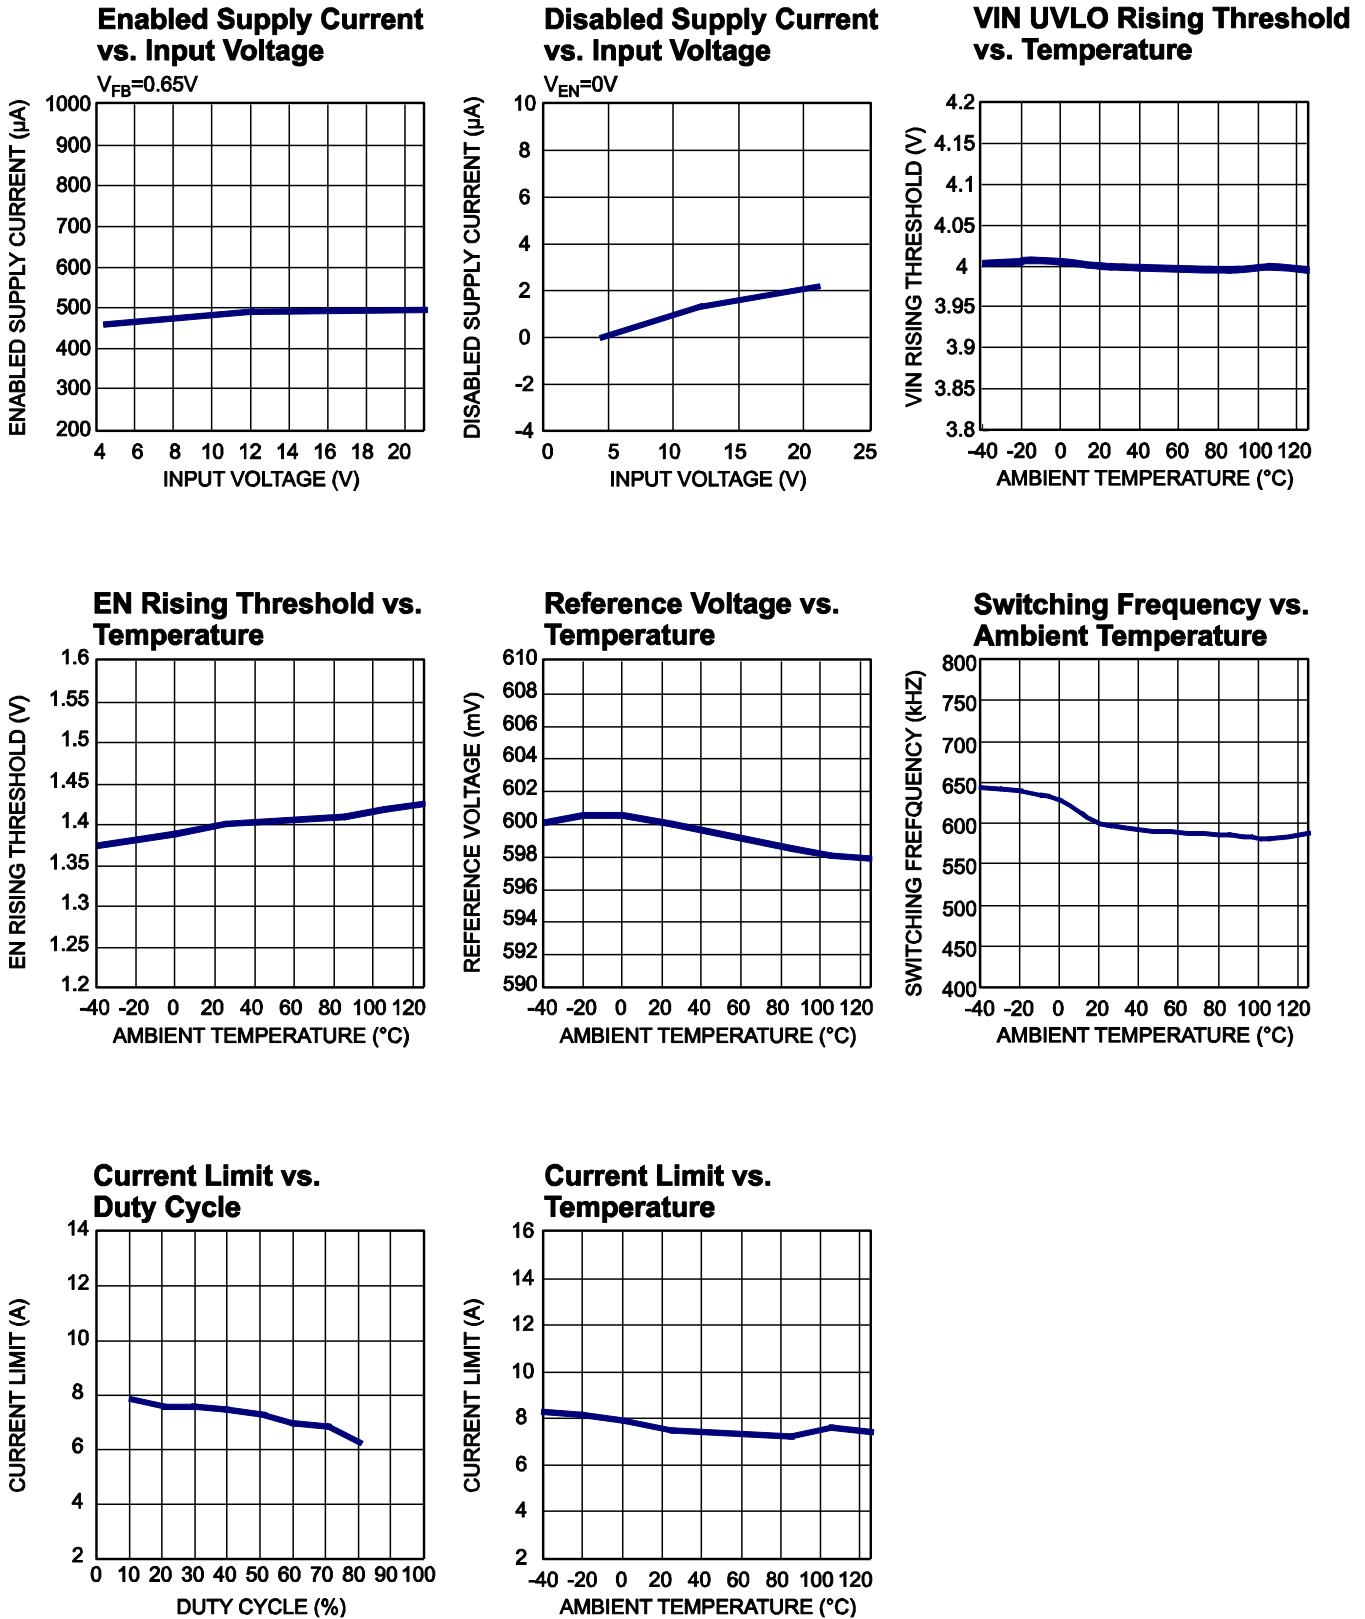 Enabled Supply Current
vs. Input Voltage
VFB=0.65V
ENABLED SUPPLY CURRENT (µA)
1000
900
800
700
600
500
400
300
200
4 6 8 10 12 14 16 18 20
INPUT VOLTAGE (V)
Disabled Supply Current
vs. Input Voltage
VEN=0V
DISABLED SUPPLY CURRENT (µA)
10
8
6
4
2
0
-2
-4
0 5 10 15 20 25
INPUT VOLTAGE (V)
VIN UVLO Rising Threshold
vs. Temperature
VIN RISING THRESHOLD (V)
4.2
4.15
4.1
4.05
4
3.95
3.9
3.85
3.8
-40 -20 0 20 40 60 80 100 120
AMBIENT TEMPERATURE (°C)
EN Rising Threshold vs.
Temperature
EN RISING THRESHOLD (V)
1.6
1.55
1.5
1.45
1.4
1.35
1.3
1.25
1.2
-40 -20 0 20 40 60 80 100 120
AMBIENT TEMPERATURE (°C)
Reference Voltage vs.
Temperature
REFERENCE VOLTAGE (mV)
610
608
606
604
602
600
598
596
594
592
590
-40 -20 0 20 40 60 80 100 120
AMBIENT TEMPERATURE (°C)
Switching Frequency vs.
Ambient Temperature
SWITCHING FREFQUENCY (kHZ)
800
750
700
650
600
550
500
450
400
-40 -20 0 20 40 60 80 100 120
AMBIENT TEMPERATURE (°C)
Current Limit vs.
Duty Cycle
CURRENT LIMIT (A)
14
12
10
8
6
4
2
0 10 20 30 40 50 60 70 80 90 100
DUTY CYCLE (%)
Current Limit vs.
Temperature
CURRENT LIMIT (A)
16
14
12
10
8
6
4
2
-40 -20 0 20 40 60 80 100 120
AMBIENT TEMPERATURE (°C)